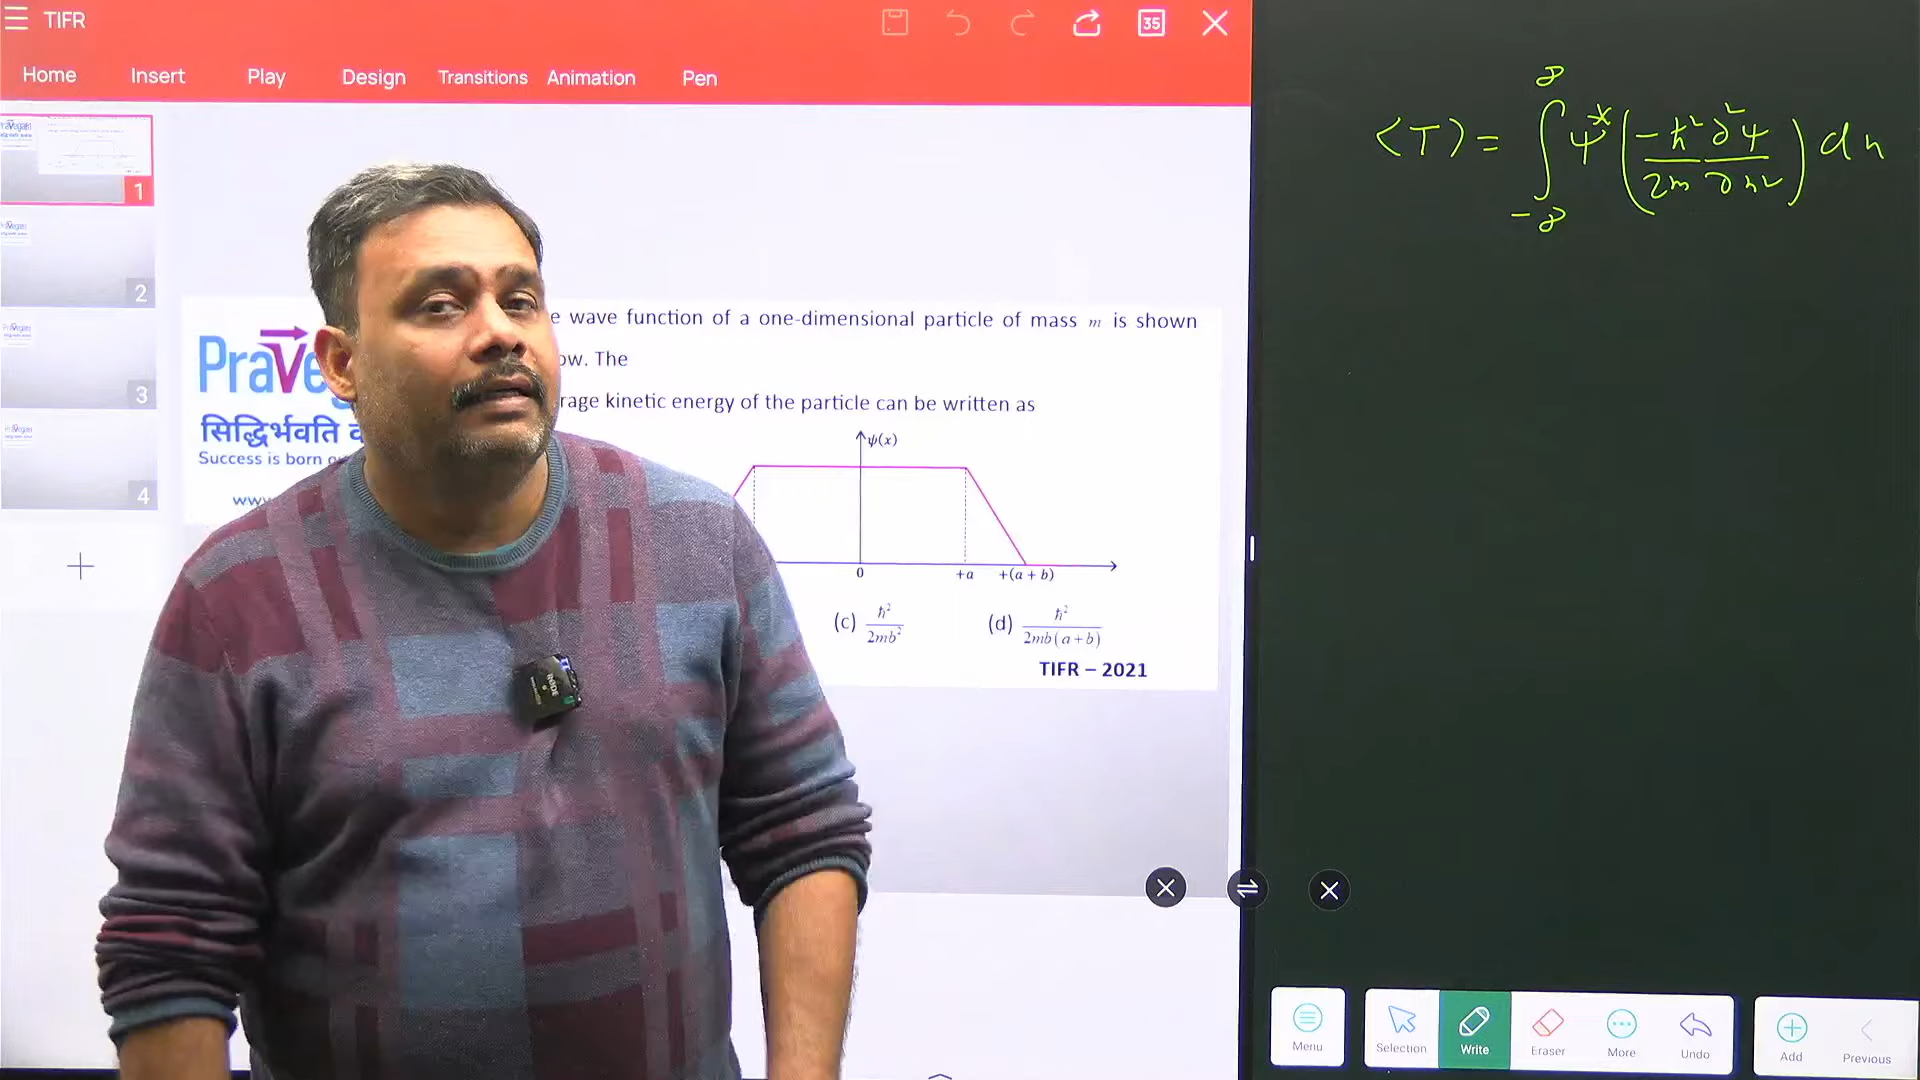 TIFR
35
Home Insert Play Design Transitions Animation Pen
1
2
3
4
सिद्धिर्भवति
Success is born
www
wave function of a one-dimensional particle of mass m is shown
The
kinetic energy of the particle can be written as
ψ(x)
0 +a +(a + b)
(c) ħ²/2mb² (d) ħ²/2mb(a+b)
TIFR – 2021
<T> = ∫_{-∞}^{∞} ψ* (-ħ²/2m ∂²ψ/∂x²) dx
RODE
Menu Selection Write Eraser More Undo Add Previous